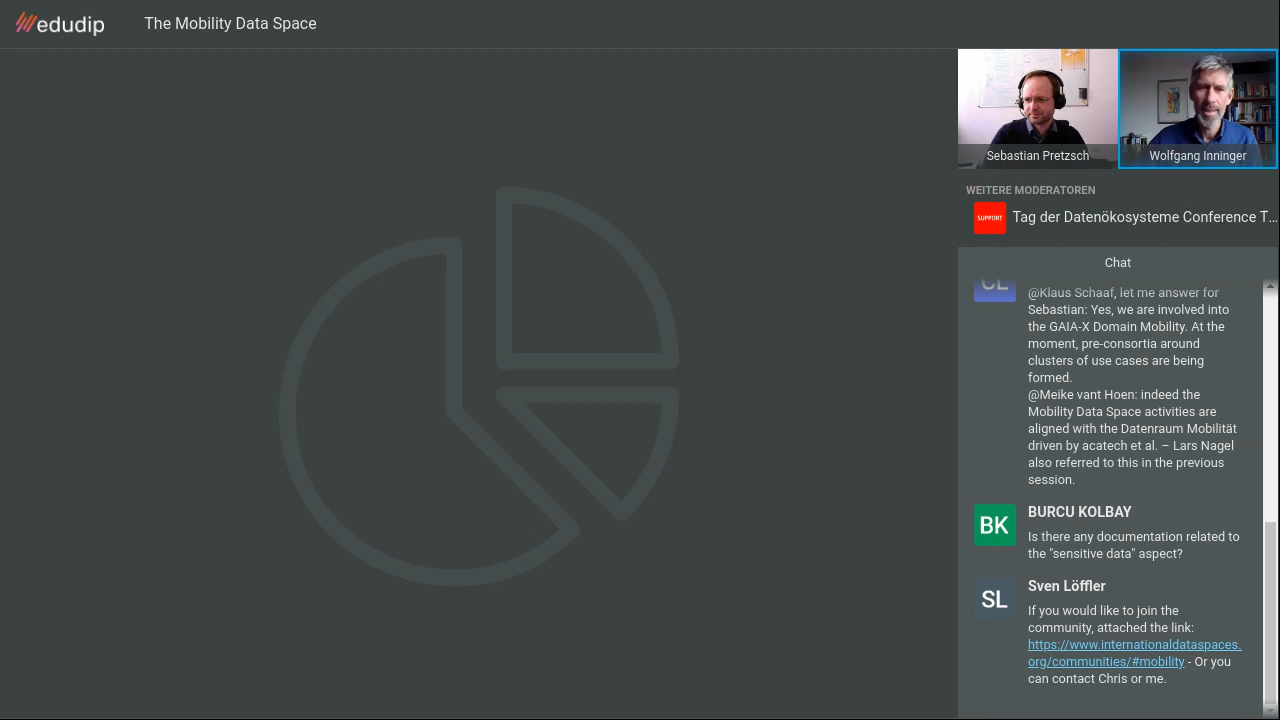 edudip
The Mobility Data Space
Sebastian Pretzsch
Wolfgang Inninger
WEITERE MODERATOREN
SUPPORT
Tag der Datenökosysteme Conference T...
Chat
CL
@Klaus Schaaf, let me answer for
Sebastian: Yes, we are involved into
the GAIA-X Domain Mobility. At the
moment, pre-consortia around
clusters of use cases are being
formed.
@Meike vant Hoen: indeed the
Mobility Data Space activities are
aligned with the Datenraum Mobilität
driven by acatech et al. – Lars Nagel
also referred to this in the previous
session.
BK
BURCU KOLBAY
Is there any documentation related to
the "sensitive data" aspect?
SL
Sven Löffler
If you would like to join the
community, attached the link:
https://www.internationaldataspaces.
org/communities/#mobility - Or you
can contact Chris or me.